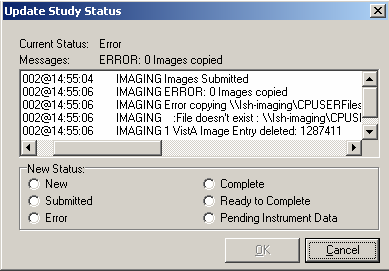 Update Study Status
Current Status: Error
Messages: ERROR: 0 Images copied
002@14:55:04 IMAGING Images Submitted
002@14:55:06 IMAGING ERROR: 0 Images copied
002@14:55:06 IMAGING Error copying \\lsh-imaging\CPUSERFiles
002@14:55:06 IMAGING :File doesn't exist : \\lsh-imaging\CPUSI
002@14:55:06 IMAGING 1 VistA Image Entry deleted: 1287411
New Status:
New
Complete
Submitted
Ready to Complete
Error
Pending Instrument Data
OK
Cancel